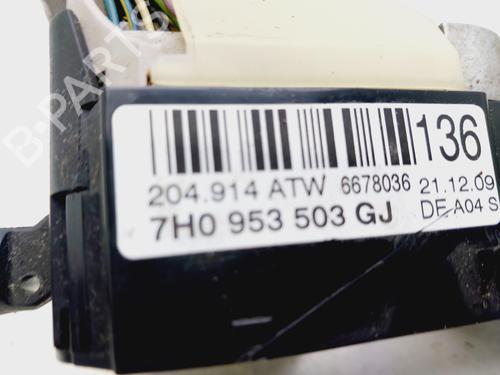 136
204.914 ATW 6678036 21.12.09
7H0 953 503 GJ DE A04 S
B-PARTS